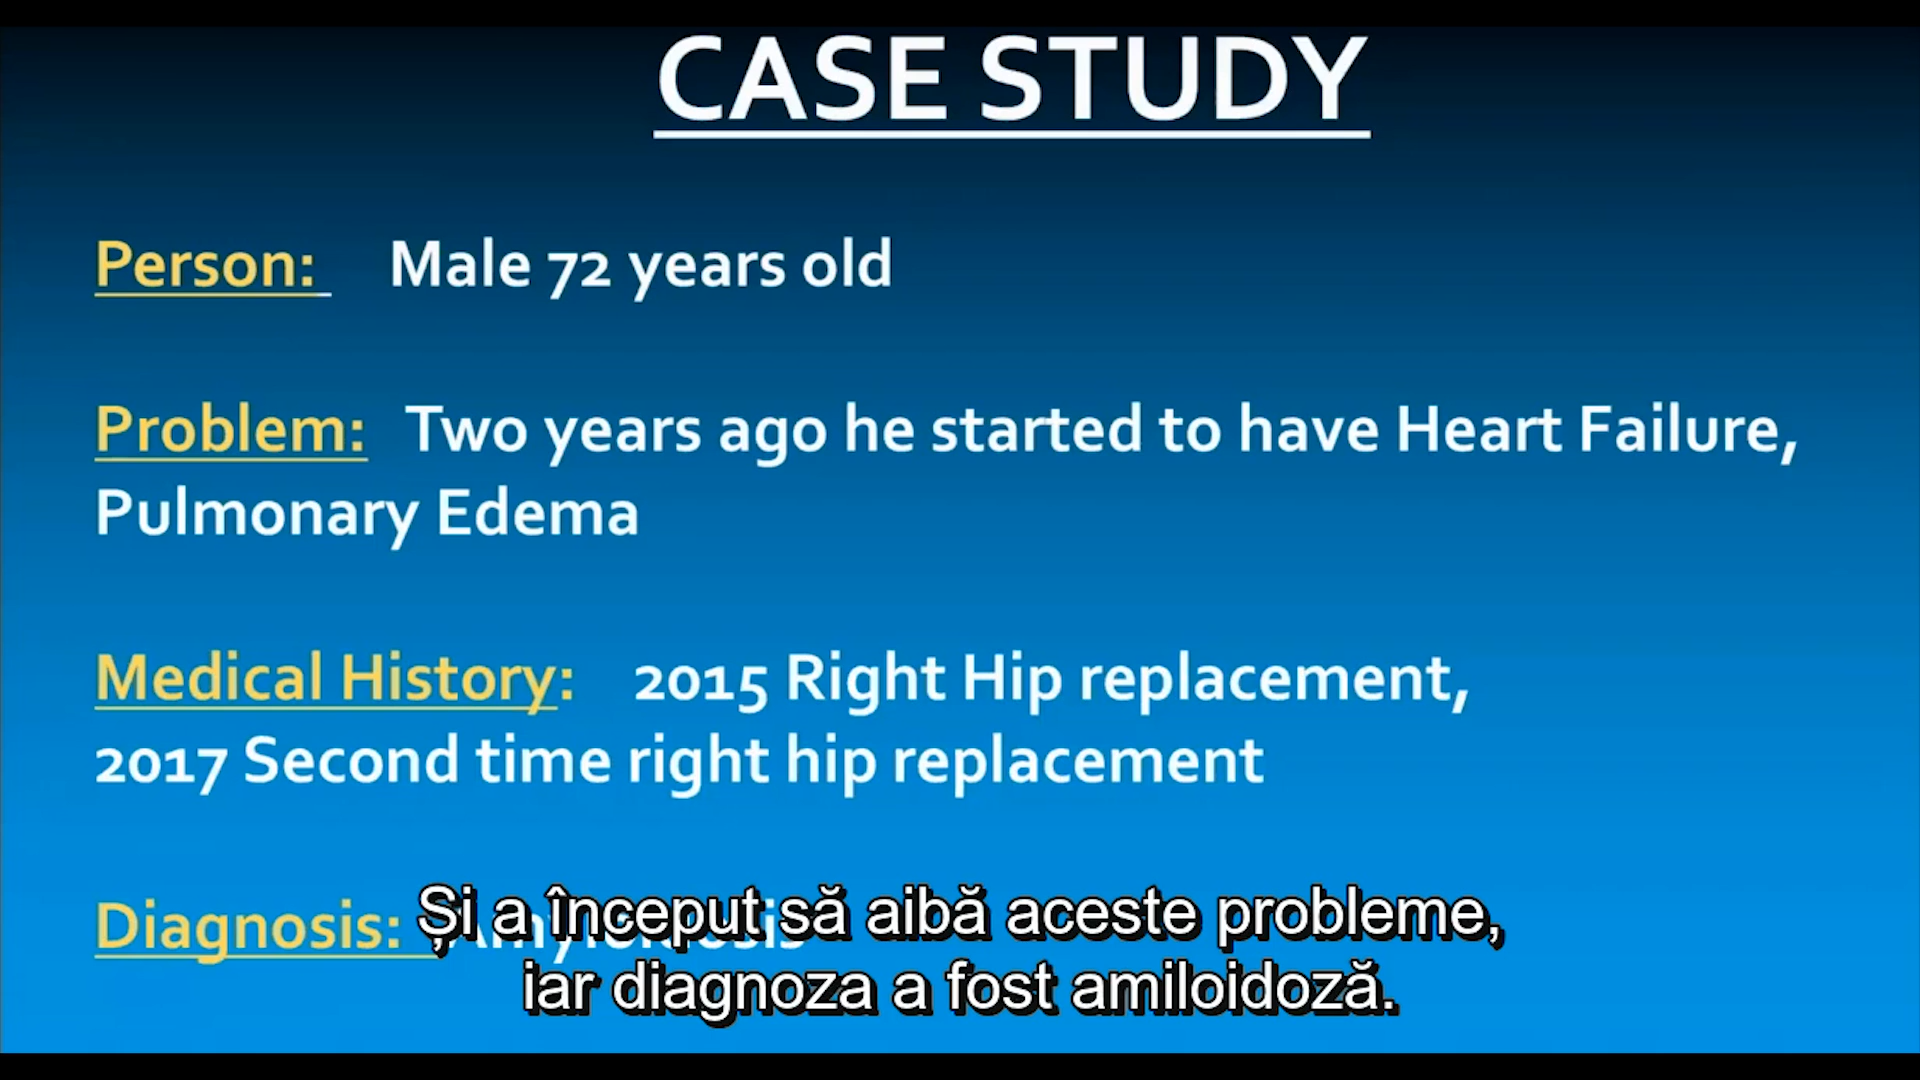 CASE STUDY
Person: Male 72 years old
Problem: Two years ago he started to have Heart Failure,
Pulmonary Edema
Medical History: 2015 Right Hip replacement,
2017 Second time right hip replacement
Diagnosis: Amyloidosis
Și a început să aibă aceste probleme,
iar diagnoza a fost amiloidoză.